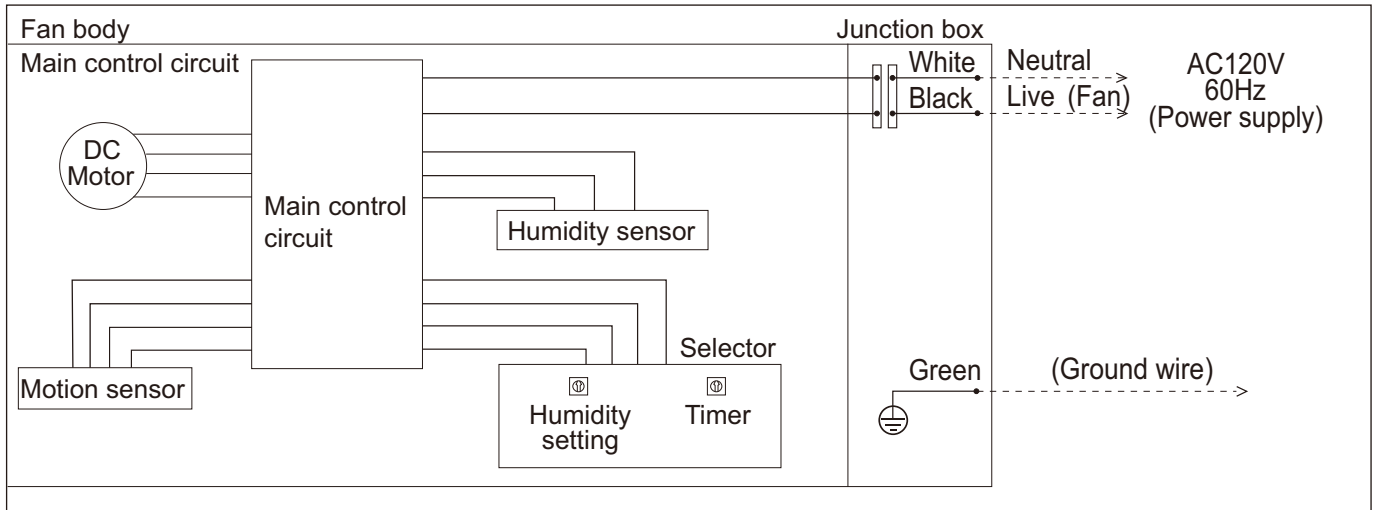 Fan body
Junction box
Main control circuit
White
Neutral
AC120V
60Hz
(Power supply)
Black
Live (Fan)
DC
Motor
Main control
circuit
Humidity sensor
Motion sensor
Selector
Humidity
setting
Timer
Green
(Ground wire)